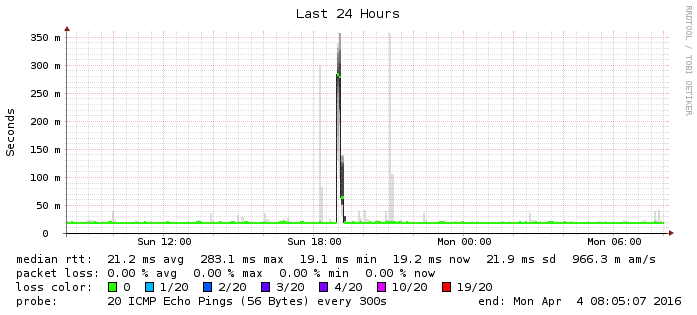 Last 24 Hours
RRDTOOL / TOBI OETIKER
350 m
300 m
250 m
200 m
150 m
100 m
50 m
0
Seconds
Sun 12:00 Sun 18:00 Mon 00:00 Mon 06:00
median rtt: 21.2 ms avg 283.1 ms max 19.1 ms min 19.2 ms now 21.9 ms sd 966.3 m am/s
packet loss: 0.00 % avg 0.00 % max 0.00 % min 0.00 % now
loss color: 0 1/20 2/20 3/20 4/20 10/20 19/20
probe: 20 ICMP Echo Pings (56 Bytes) every 300s end: Mon Apr 4 08:05:07 2016